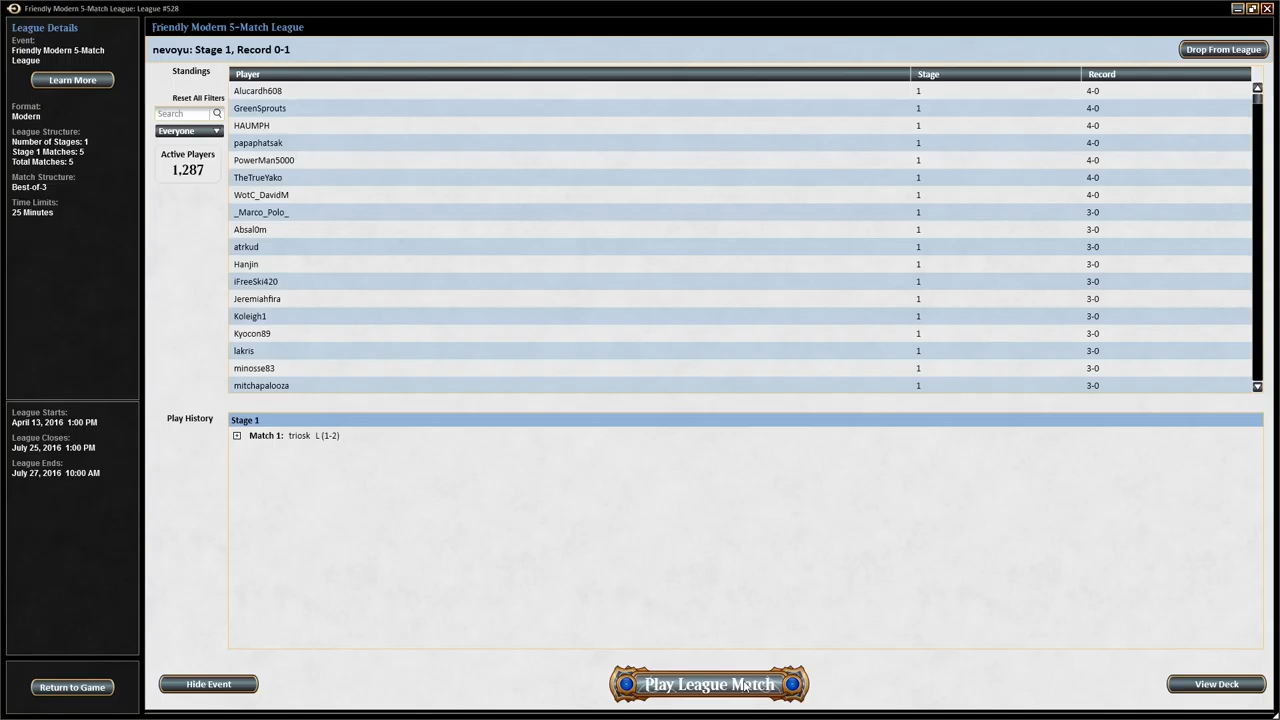 Friendly Modern 5-Match League: League #528
League Details
Event:
Friendly Modern 5-Match
League
Learn More
Format:
Modern
League Structure:
Number of Stages: 1
Stage 1 Matches: 5
Total Matches: 5
Match Structure:
Best-of-3
Time Limits:
25 Minutes
League Starts:
April 13, 2016 1:00 PM
League Closes:
July 25, 2016 1:00 PM
League Ends:
July 27, 2016 10:00 AM
Return to Game
Friendly Modern 5-Match League
nevoyu: Stage 1, Record 0-1
Drop From League
Standings
Reset All Filters
Search
Everyone
Active Players
1,287
Player Stage Record
Alucardh608 1 4-0
GreenSprouts 1 4-0
HAUMPH 1 4-0
papaphatsak 1 4-0
PowerMan5000 1 4-0
TheTrueYako 1 4-0
WotC_DavidM 1 4-0
_Marco_Polo_ 1 3-0
Absal0m 1 3-0
atrkud 1 3-0
Hanjin 1 3-0
iFreeSki420 1 3-0
Jeremiahfira 1 3-0
Koleigh1 1 3-0
Kyocon89 1 3-0
lakris 1 3-0
minosse83 1 3-0
mitchapalooza 1 3-0
Play History
Stage 1
Match 1: triosk L (1-2)
Hide Event
Play League Match
View Deck